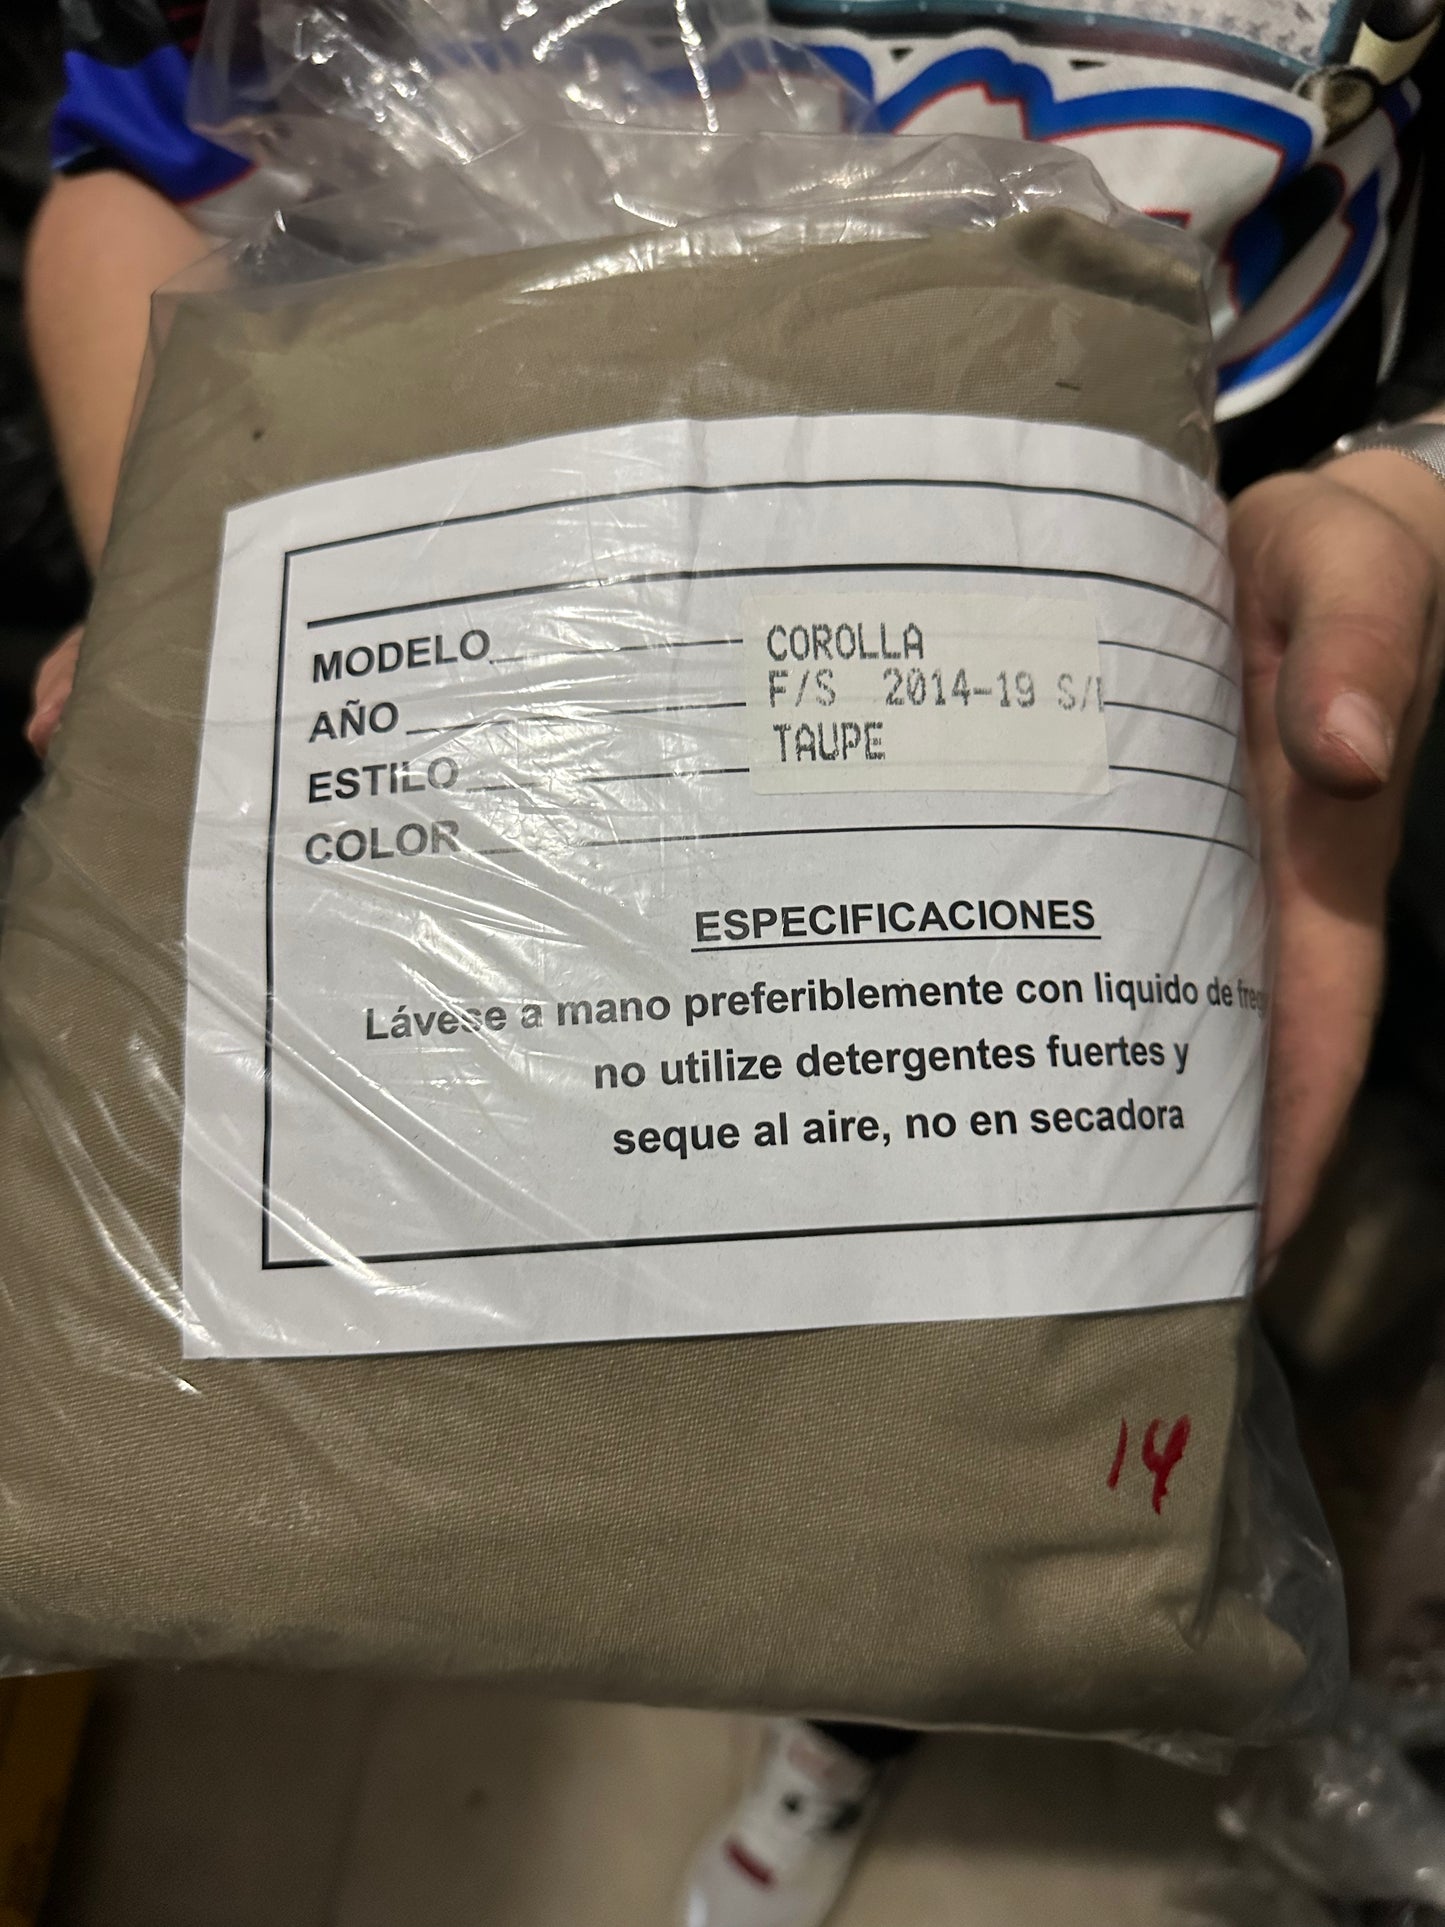 MODELO COROLLA
AÑO F/S 2014-19
ESTILO TAUPE
COLOR
ESPECIFICACIONES
Lávese a mano preferiblemente con liquido de
no utilize detergentes fuertes y
seque al aire, no en secadora
14